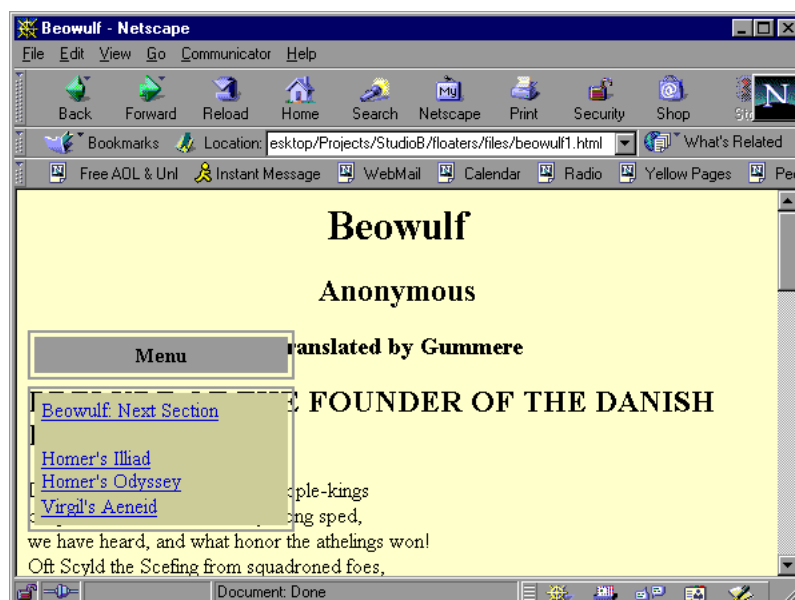 Beowulf - Netscape
File Edit View Go Communicator Help
Back Forward Reload Home Search Netscape Print Security Shop
My
N
Bookmarks Location: esktop/Projects/StudioB/floaters/files/beowulf1.html What's Related
Free AOL & Unl Instant Message WebMail Calendar Radio Yellow Pages Pe
Beowulf
Anonymous
ranslated by Gummere
Menu
FOUNDER OF THE DANISH
Beowulf: Next Section
Homer's Illiad
Homer's Odyssey
Virgil's Aeneid
ple-kings
ng sped,
we have heard, and what honor the athelings won!
Oft Scyld the Scefing from squadroned foes,
Document: Done